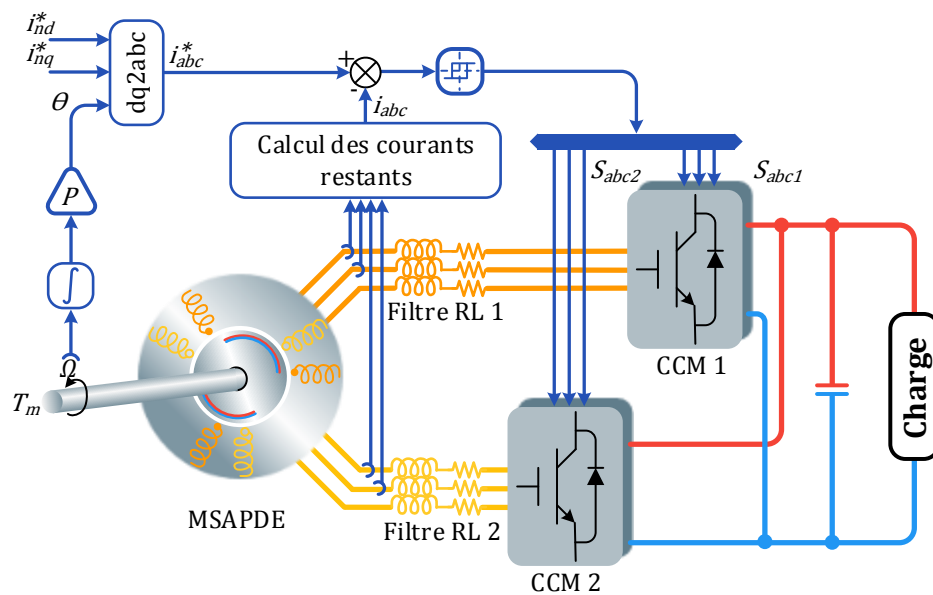 i*nd
i*nq
dq2abc
i*abc
+
-
iabc
θ
Calcul des courants
restants
Sabc2
Sabc1
P
∫
Filtre RL 1
CCM 1
Ω
Tm
Charge
MSAPDE
Filtre RL 2
CCM 2